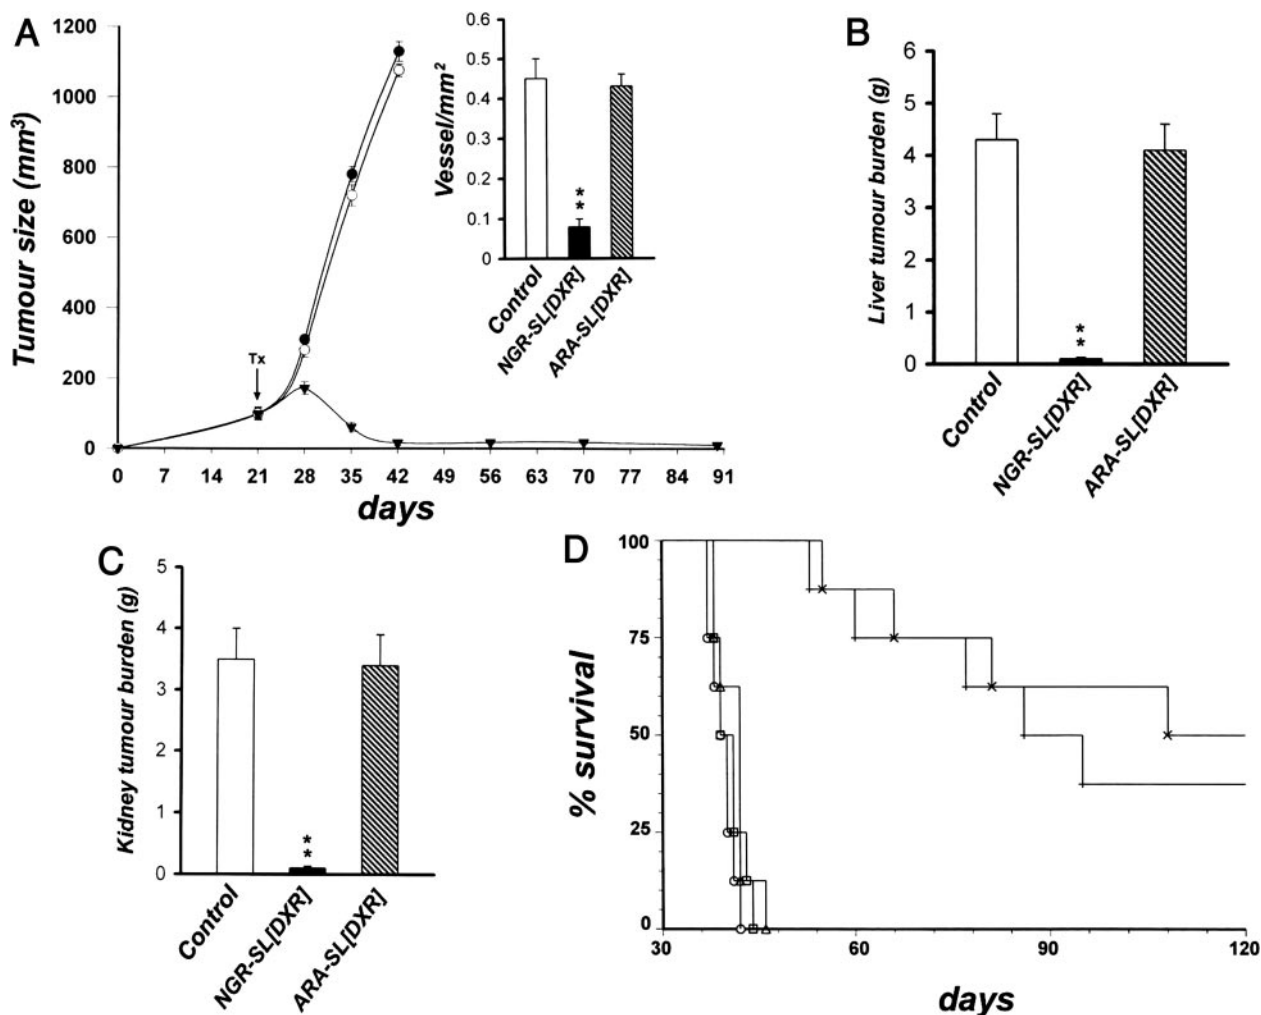 A
Tumour size (mm³)
1200
1000
800
600
400
200
0
Tx
0 7 14 21 28 35 42 49 56 63 70 77 84 91
days
Vessel/mm²
0.6
0.5
0.4
0.3
0.2
0.1
0
**
Control
NGR-SL[DXR]
ARA-SL[DXR]
B
Liver tumour burden (g)
6
5
4
3
2
1
0
**
Control
NGR-SL[DXR]
ARA-SL[DXR]
C
Kidney tumour burden (g)
5
4
3
2
1
0
**
Control
NGR-SL[DXR]
ARA-SL[DXR]
D
% survival
100
75
50
25
0
30 60 90 120
days